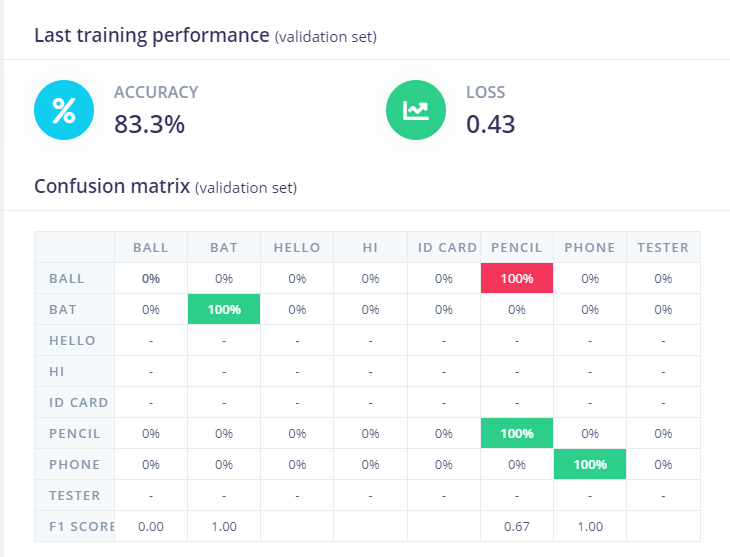 Last training performance (validation set)
% ACCURACY LOSS
83.3% 0.43
Confusion matrix (validation set)
BALL BAT HELLO HI ID CARD PENCIL PHONE TESTER
BALL 0% 0% 0% 0% 0% 100% 0% 0%
BAT 0% 100% 0% 0% 0% 0% 0% 0%
HELLO - - - - - - - -
HI - - - - - - - -
ID CARD - - - - - - - -
PENCIL 0% 0% 0% 0% 0% 100% 0% 0%
PHONE 0% 0% 0% 0% 0% 0% 100% 0%
TESTER - - - - - - - -
F1 SCORE 0.00 1.00 0.67 1.00